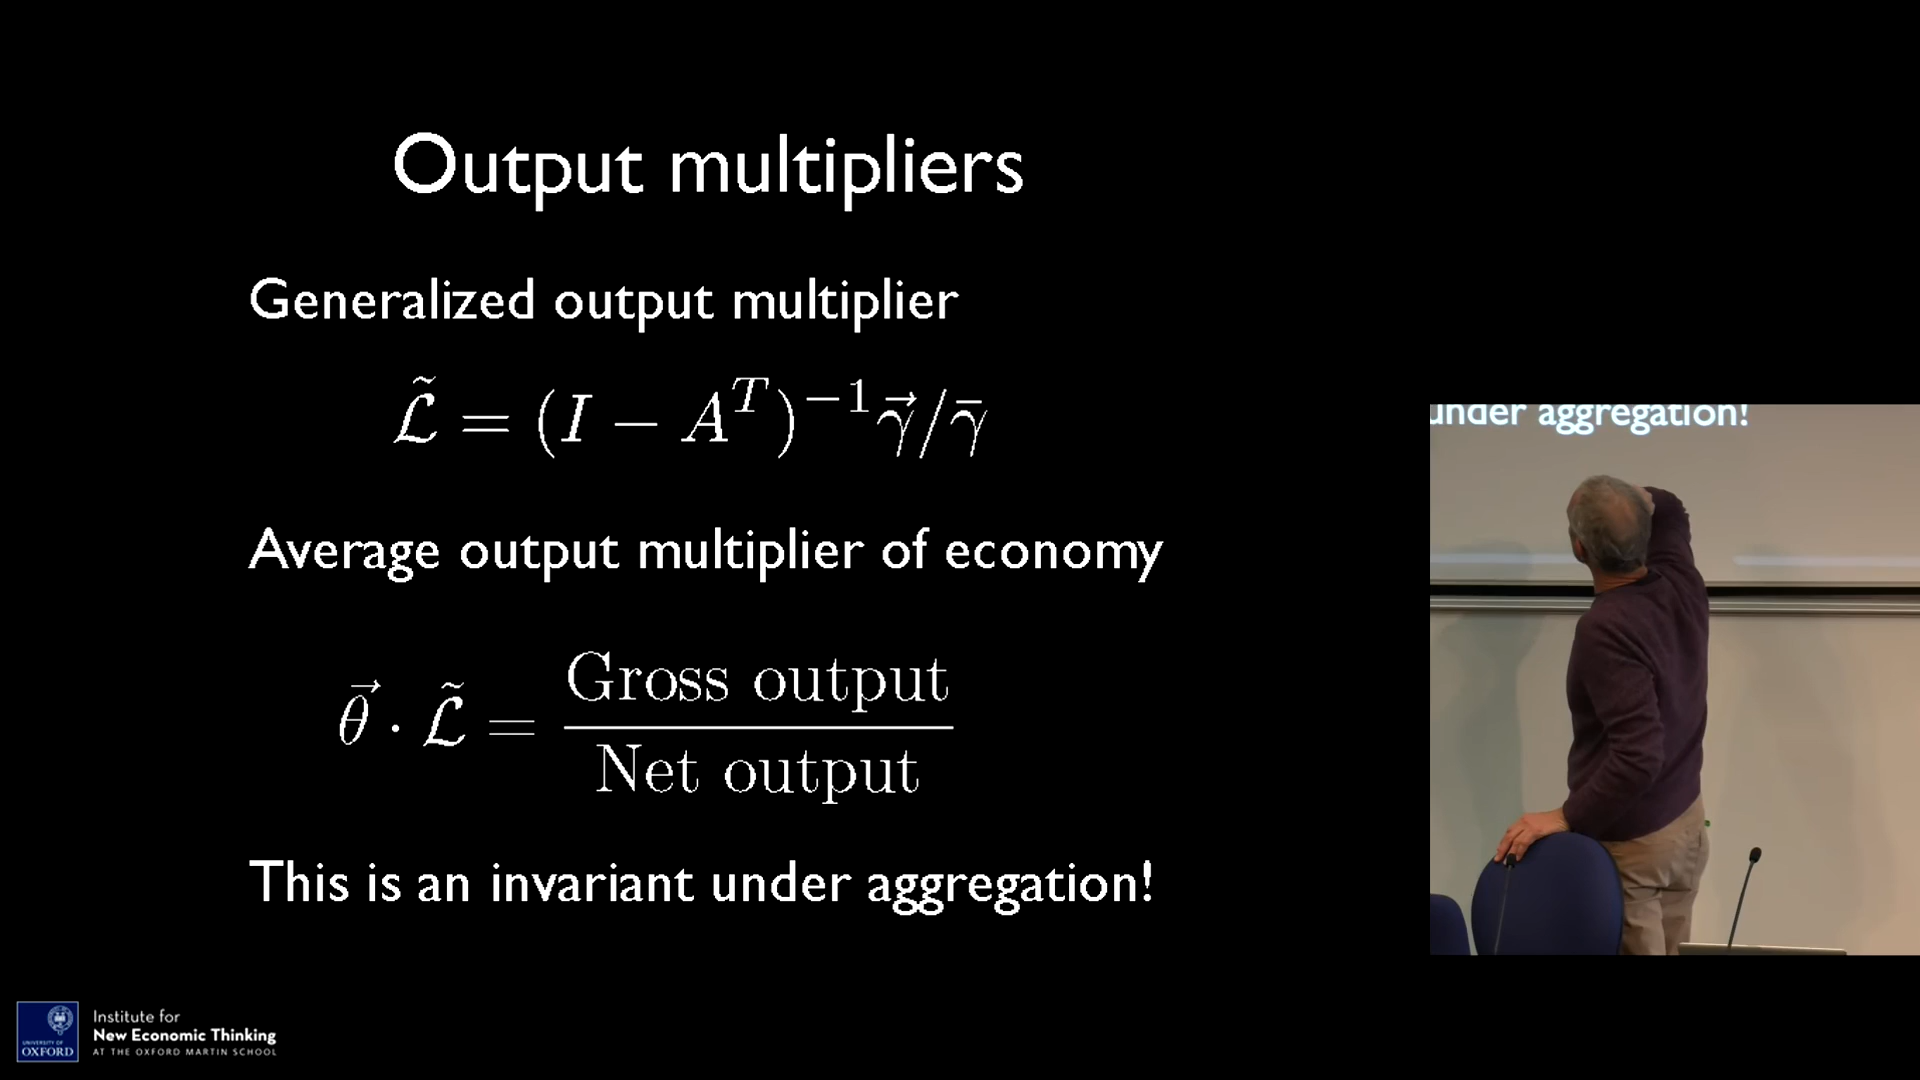 Output multipliers
Generalized output multiplier
$\tilde{\mathcal{L}} = (I - A^T)^{-1}\vec{\gamma}/\bar{\gamma}$
Average output multiplier of economy
$\vec{\theta} \cdot \tilde{\mathcal{L}} = \frac{\text{Gross output}}{\text{Net output}}$
This is an invariant under aggregation!
under aggregation!
UNIVERSITY OF
OXFORD
Institute for
New Economic Thinking
AT THE OXFORD MARTIN SCHOOL